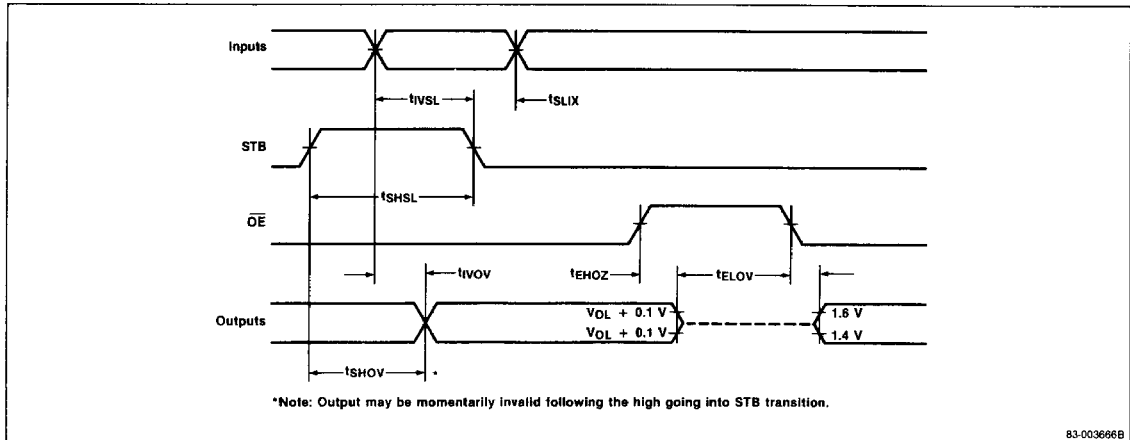 Inputs
tIVSL
tSLIX
STB
tSHSL
OE
tIVOV
tEHOZ
tELOV
Outputs
VOL + 0.1 V
1.6 V
VOL + 0.1 V
1.4 V
tSHOV
*
*Note: Output may be momentarily invalid following the high going into STB transition.
83-003666B